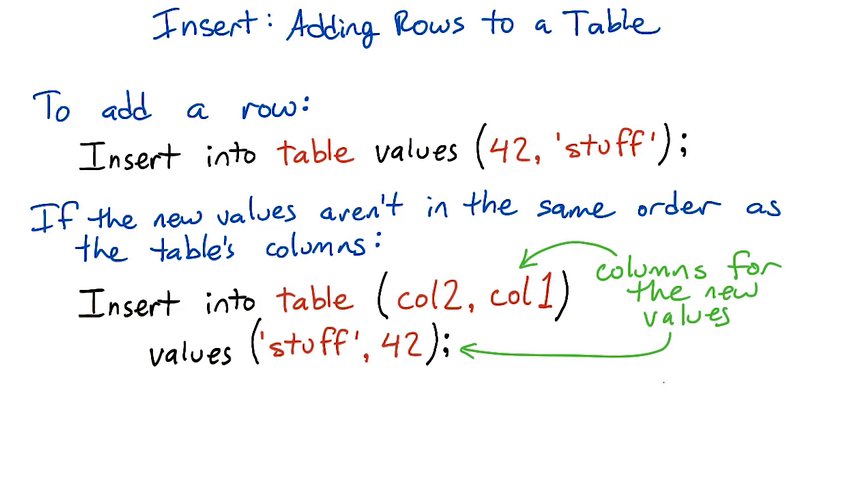 Insert: Adding Rows to a Table
To add a row:
Insert into table values (42, 'stuff');
If the new values aren't in the same order as
the table's columns:
Insert into table (col2, col1)
values ('stuff', 42);
columns for
the new
values